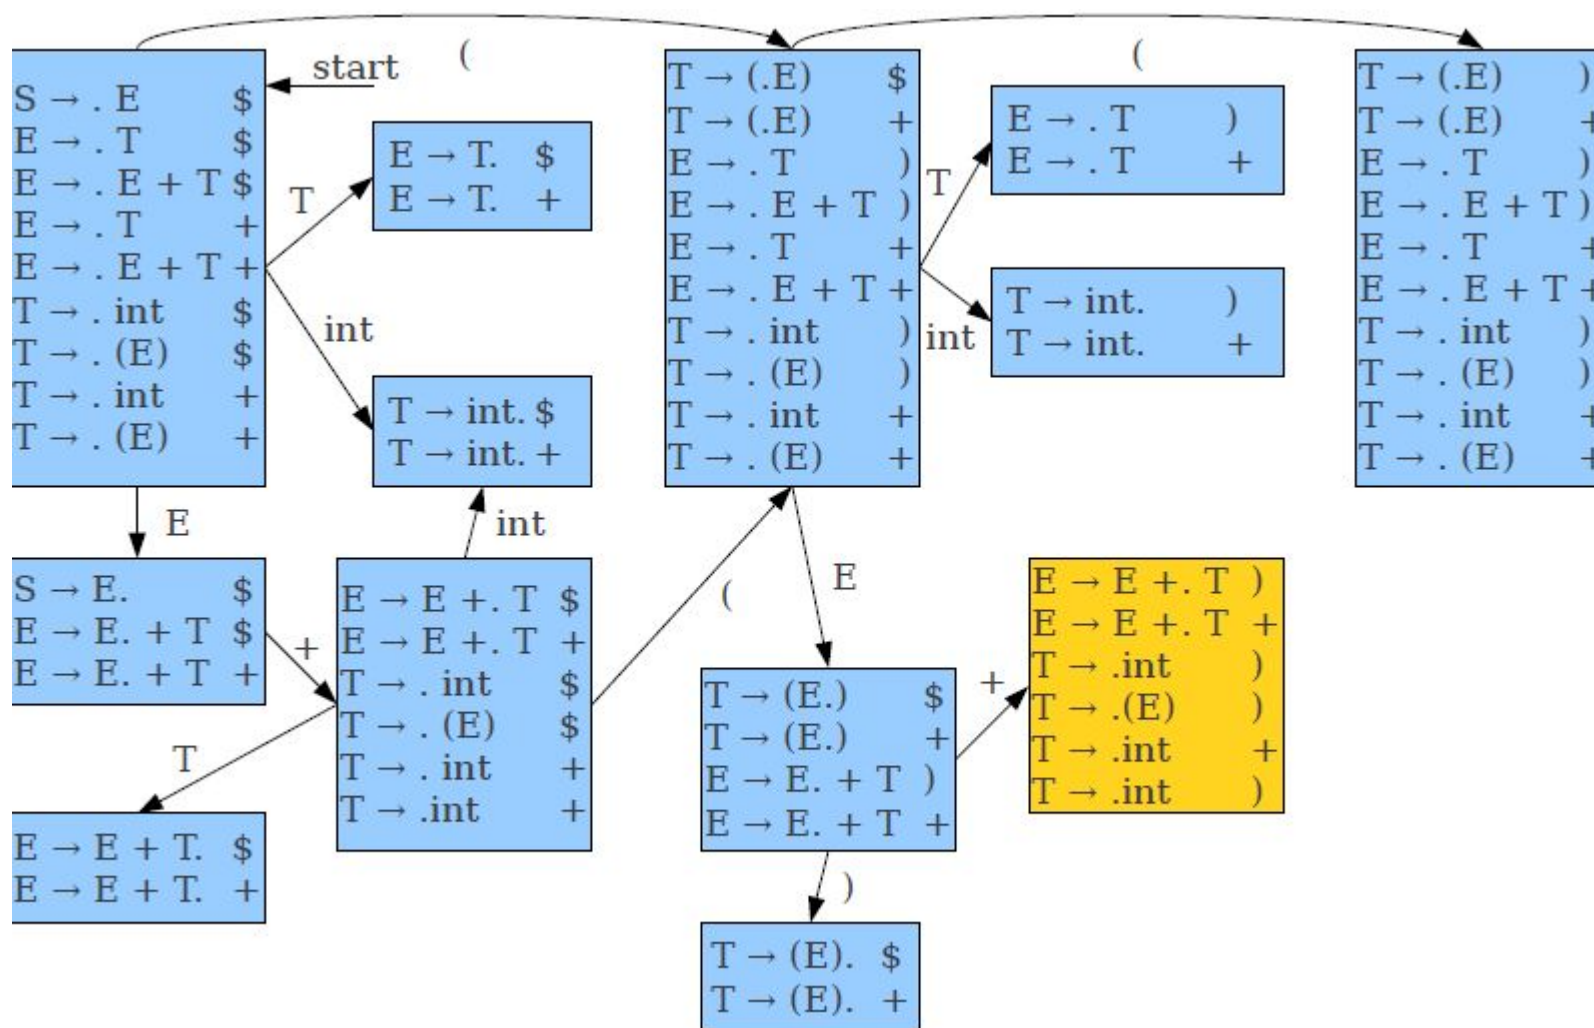 start
(
(
S → . E $
E → . T $
E → . E + T $
E → . T +
E → . E + T +
T → . int $
T → . (E) $
T → . int +
T → . (E) +
T
E → T. $
E → T. +
int
T → int. $
T → int. +
T → (.E) $
T → (.E) +
E → . T )
E → . E + T )
E → . T +
E → . E + T +
T → . int )
T → . (E) )
T → . int +
T → . (E) +
T
E → . T )
E → . T +
int
T → int. )
T → int. +
T → (.E) )
T → (.E) +
E → . T )
E → . E + T )
E → . T +
E → . E + T +
T → . int )
T → . (E) )
T → . int +
T → . (E) +
E
int
S → E. $
E → E. + T $
E → E. + T +
+
E → E +. T $
E → E +. T +
T → . int $
T → . (E) $
T → . int +
T → .int +
(
E
T
E → E + T. $
E → E + T. +
T → (E.) $
T → (E.) +
E → E. + T )
E → E. + T +
+
E → E +. T )
E → E +. T +
T → .int )
T → .(E) )
T → .int +
T → .int )
)
T → (E). $
T → (E). +